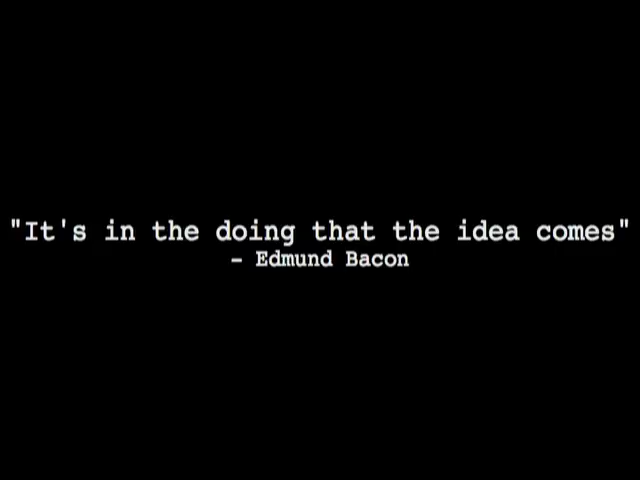 "It's in the doing that the idea comes"
- Edmund Bacon